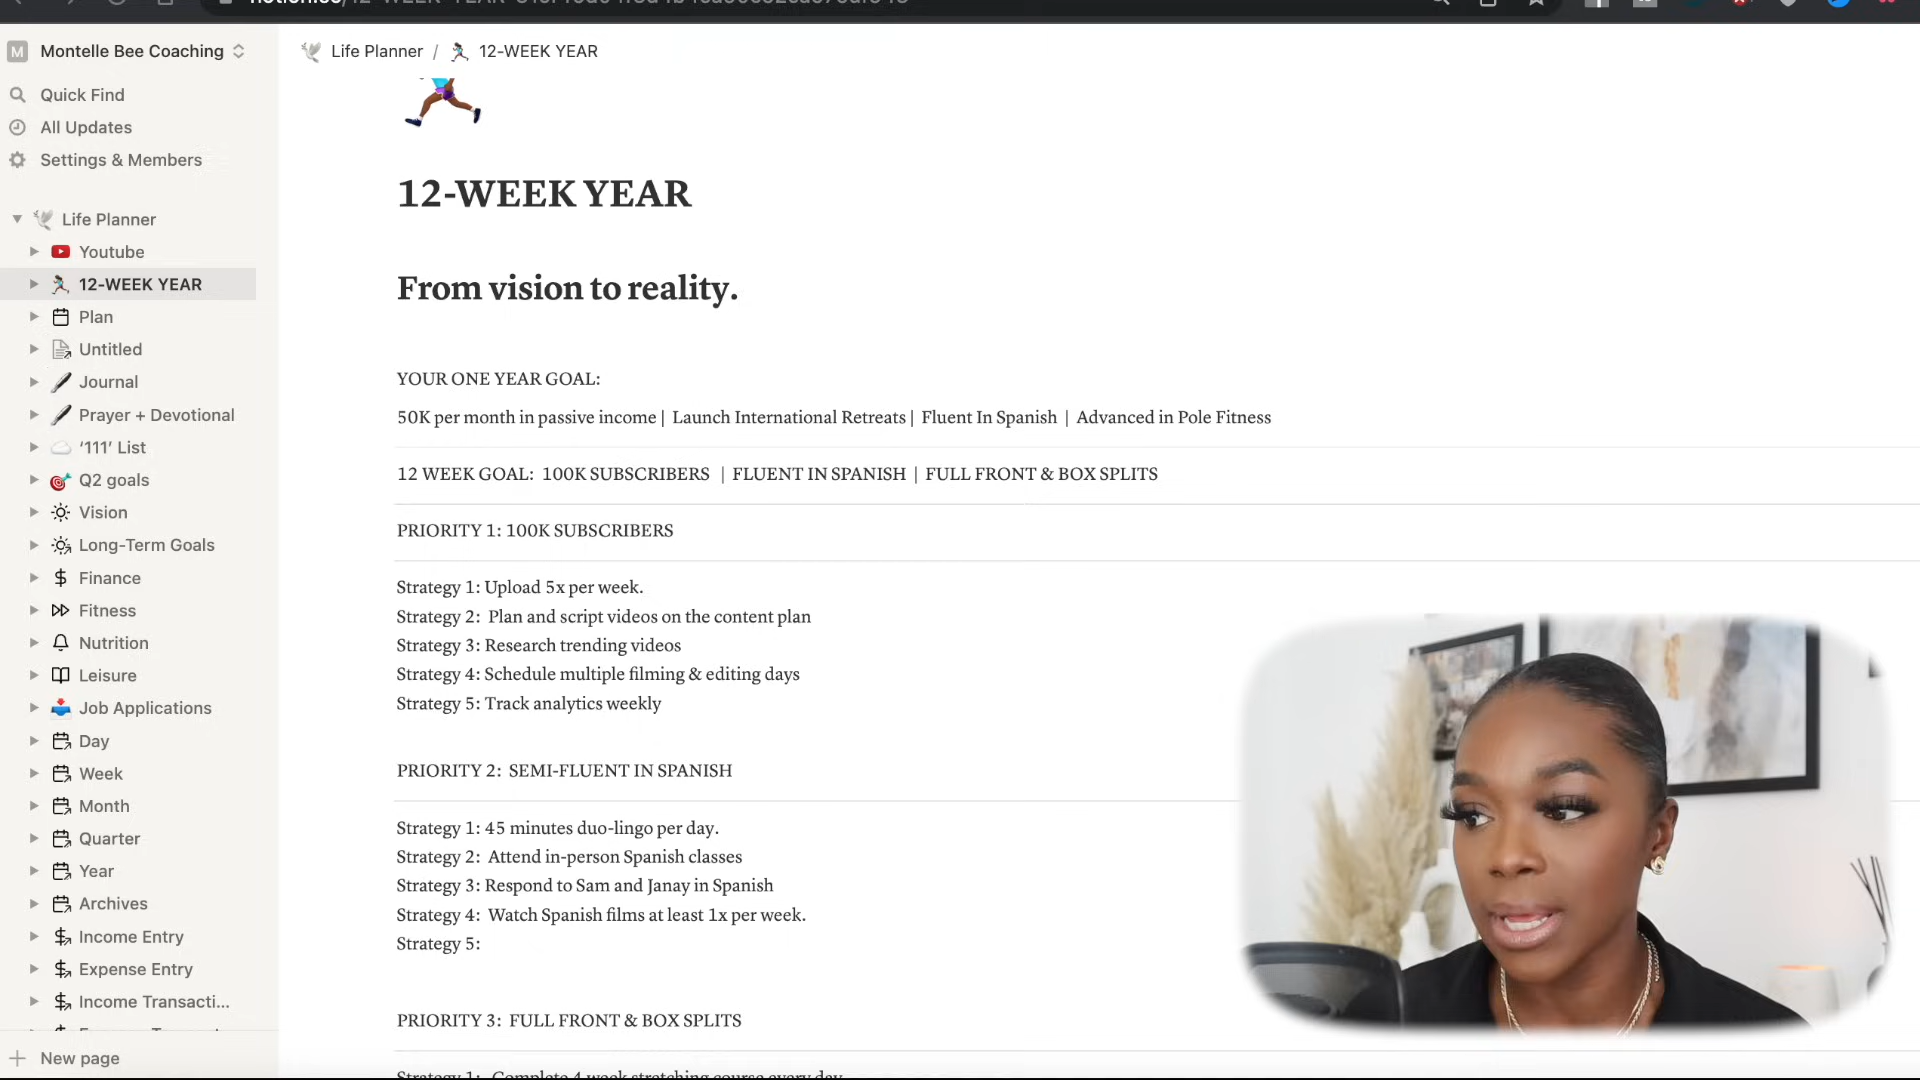 Montelle Bee Coaching
Quick Find
All Updates
Settings & Members
Life Planner
Youtube
12-WEEK YEAR
Plan
Untitled
Journal
Prayer + Devotional
‘111’ List
Q2 goals
Vision
Long-Term Goals
Finance
Fitness
Nutrition
Leisure
Job Applications
Day
Week
Month
Quarter
Year
Archives
Income Entry
Expense Entry
Income Transacti...
New page
Life Planner / 12-WEEK YEAR
12-WEEK YEAR
From vision to reality.
YOUR ONE YEAR GOAL:
50K per month in passive income | Launch International Retreats | Fluent In Spanish | Advanced in Pole Fitness
12 WEEK GOAL: 100K SUBSCRIBERS | FLUENT IN SPANISH | FULL FRONT & BOX SPLITS
PRIORITY 1: 100K SUBSCRIBERS
Strategy 1: Upload 5x per week.
Strategy 2: Plan and script videos on the content plan
Strategy 3: Research trending videos
Strategy 4: Schedule multiple filming & editing days
Strategy 5: Track analytics weekly
PRIORITY 2: SEMI-FLUENT IN SPANISH
Strategy 1: 45 minutes duo-lingo per day.
Strategy 2: Attend in-person Spanish classes
Strategy 3: Respond to Sam and Janay in Spanish
Strategy 4: Watch Spanish films at least 1x per week.
Strategy 5:
PRIORITY 3: FULL FRONT & BOX SPLITS
Strategy 1: Complete 4 week stretching course every day